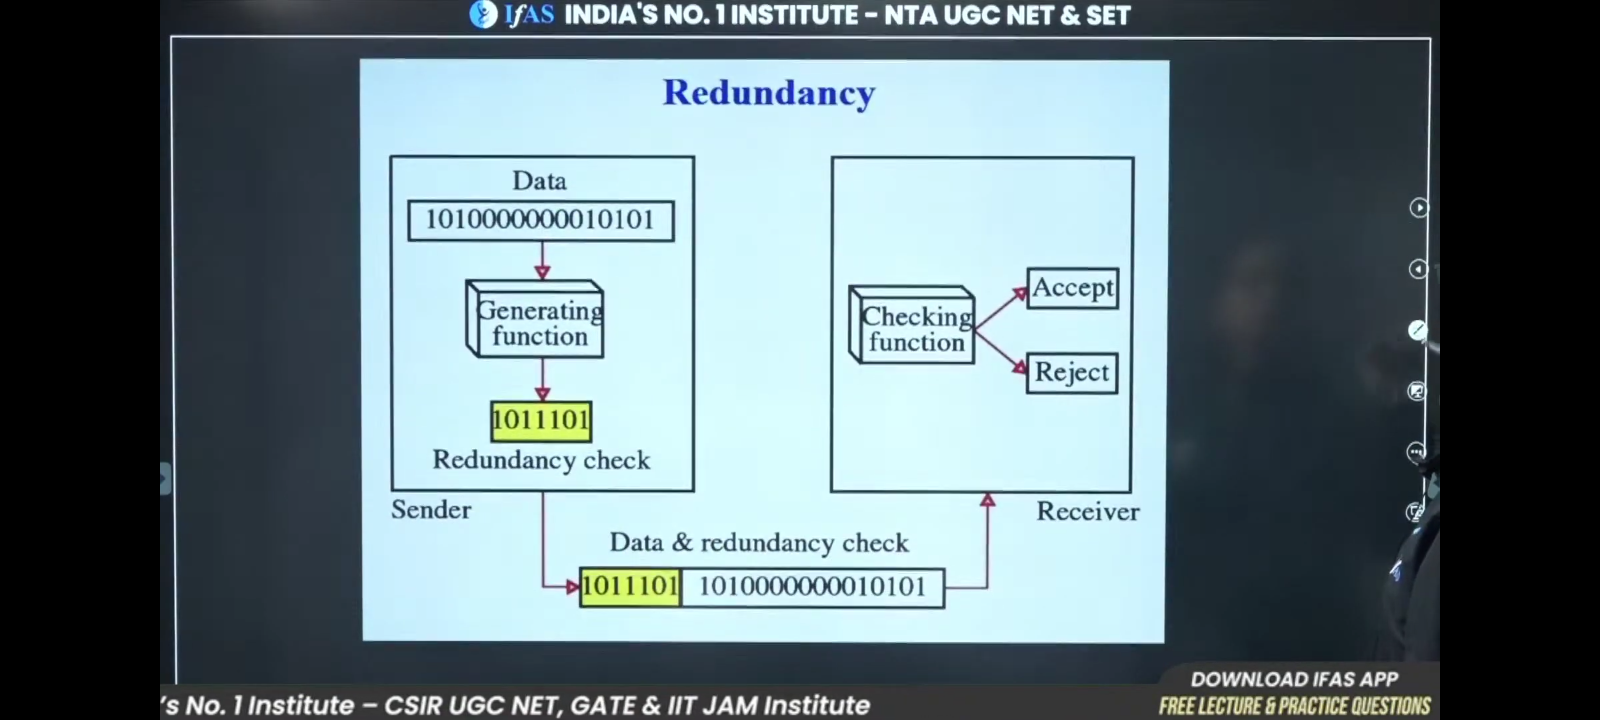 IfAS INDIA'S NO. 1 INSTITUTE – NTA UGC NET & SET
Redundancy
Data
1010000000010101
Generating
function
1011101
Redundancy check
Sender
Checking
function
Accept
Reject
Receiver
Data & redundancy check
1011101 1010000000010101
DOWNLOAD IFAS APP
's No. 1 Institute – CSIR UGC NET, GATE & IIT JAM Institute
FREE LECTURE & PRACTICE QUESTIONS